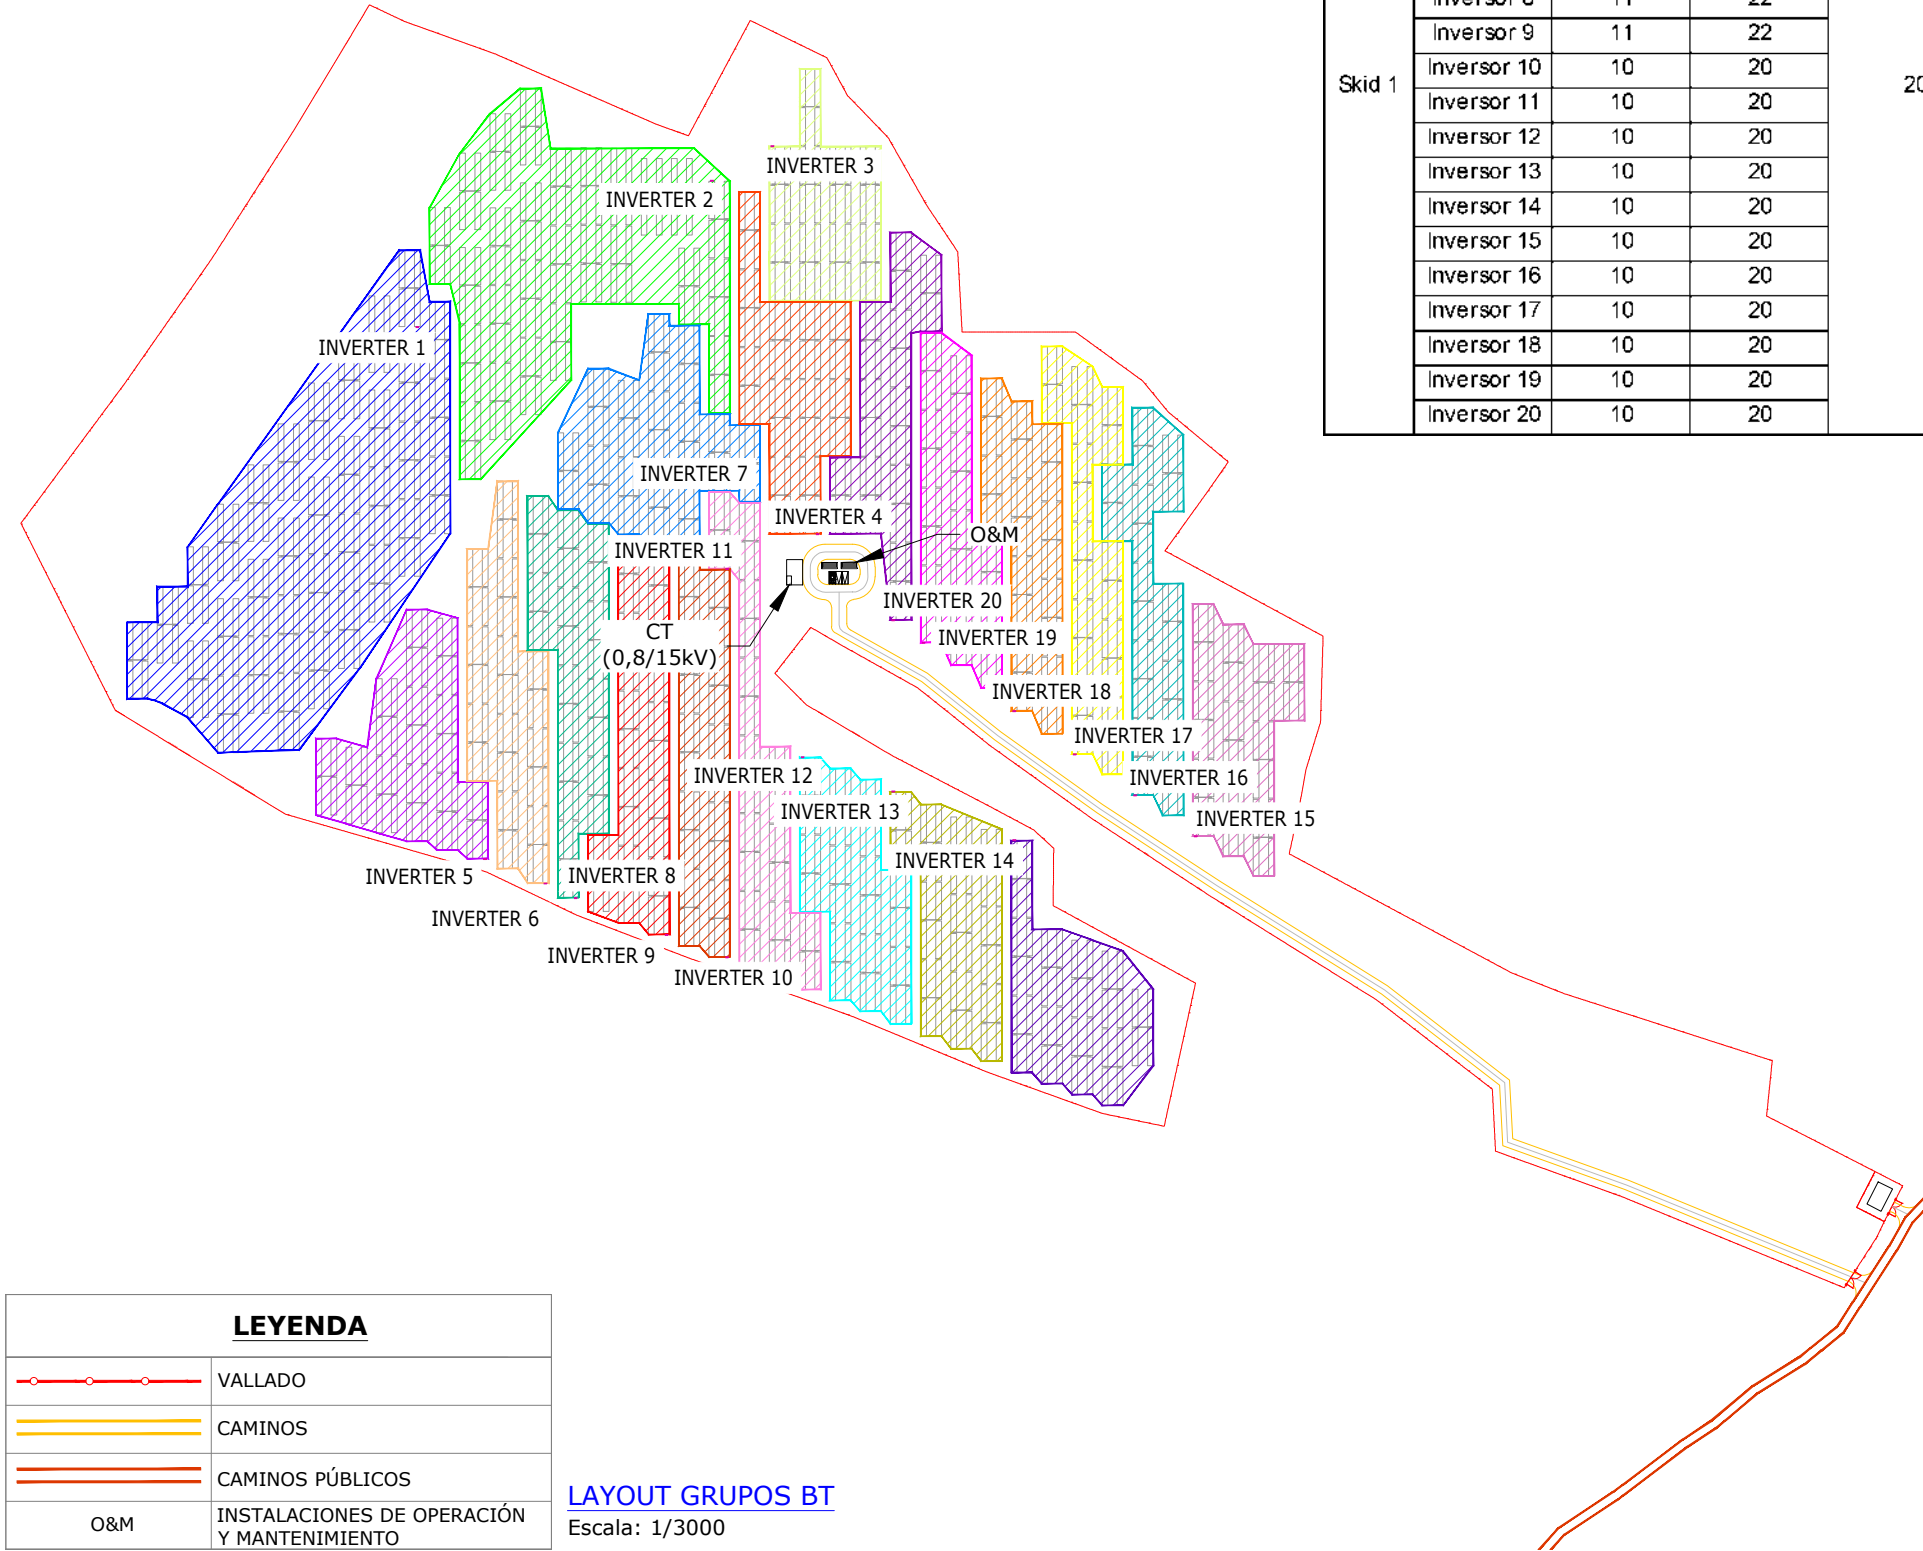 Inversor 8 11 22
Inversor 9 11 22
Skid 1
Inversor 10 10 20
Inversor 11 10 20
Inversor 12 10 20
Inversor 13 10 20
Inversor 14 10 20
Inversor 15 10 20
Inversor 16 10 20
Inversor 17 10 20
Inversor 18 10 20
Inversor 19 10 20
Inversor 20 10 20
INVERTER 3
INVERTER 2
INVERTER 1
INVERTER 7
INVERTER 4
O&M
INVERTER 11
INVERTER 20
CT
(0,8/15kV)
INVERTER 19
INVERTER 18
INVERTER 17
INVERTER 12
INVERTER 16
INVERTER 13
INVERTER 15
INVERTER 14
INVERTER 5
INVERTER 8
INVERTER 6
INVERTER 9
INVERTER 10
LEYENDA
VALLADO
CAMINOS
CAMINOS PÚBLICOS
O&M
INSTALACIONES DE OPERACIÓN
Y MANTENIMIENTO
LAYOUT GRUPOS BT
Escala: 1/3000